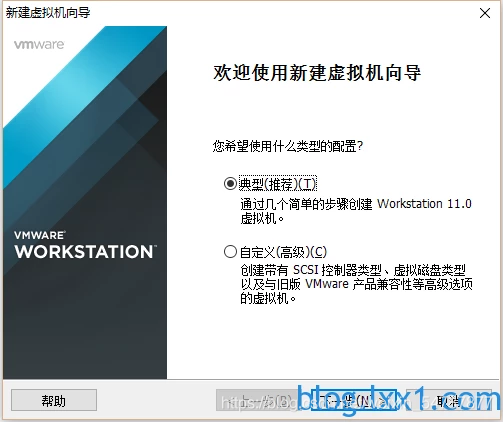 新建虚拟机向导
vmware
欢迎使用新建虚拟机向导
您希望使用什么类型的配置?
典型(推荐)(T)
通过几个简单的步骤创建 Workstation 11.0
虚拟机。
VMWARE
WORKSTATION™
自定义(高级)(C)
创建带有 SCSI 控制器类型、虚拟磁盘类型
以及与旧版 VMware 产品兼容性等高级选项
的虚拟机。
帮助
上一步(B)
下一步(N)
取消
blog.lxx1.com